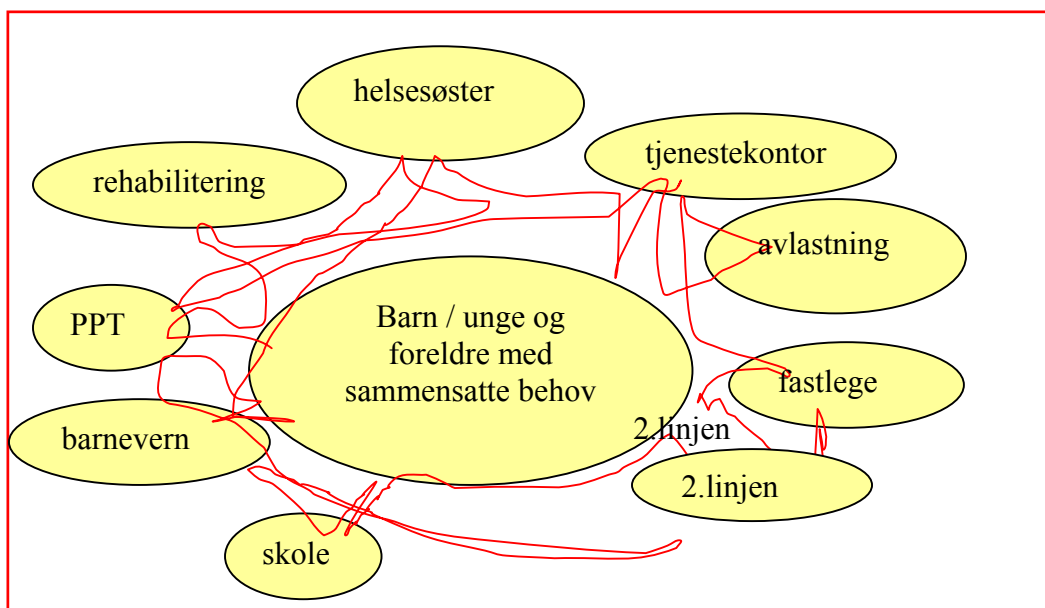 helsesøster
tjenestekontor
rehabilitering
avlastning
PPT
Barn / unge og
foreldre med
sammensatte behov
fastlege
2.linjen
barnevern
2.linjen
skole